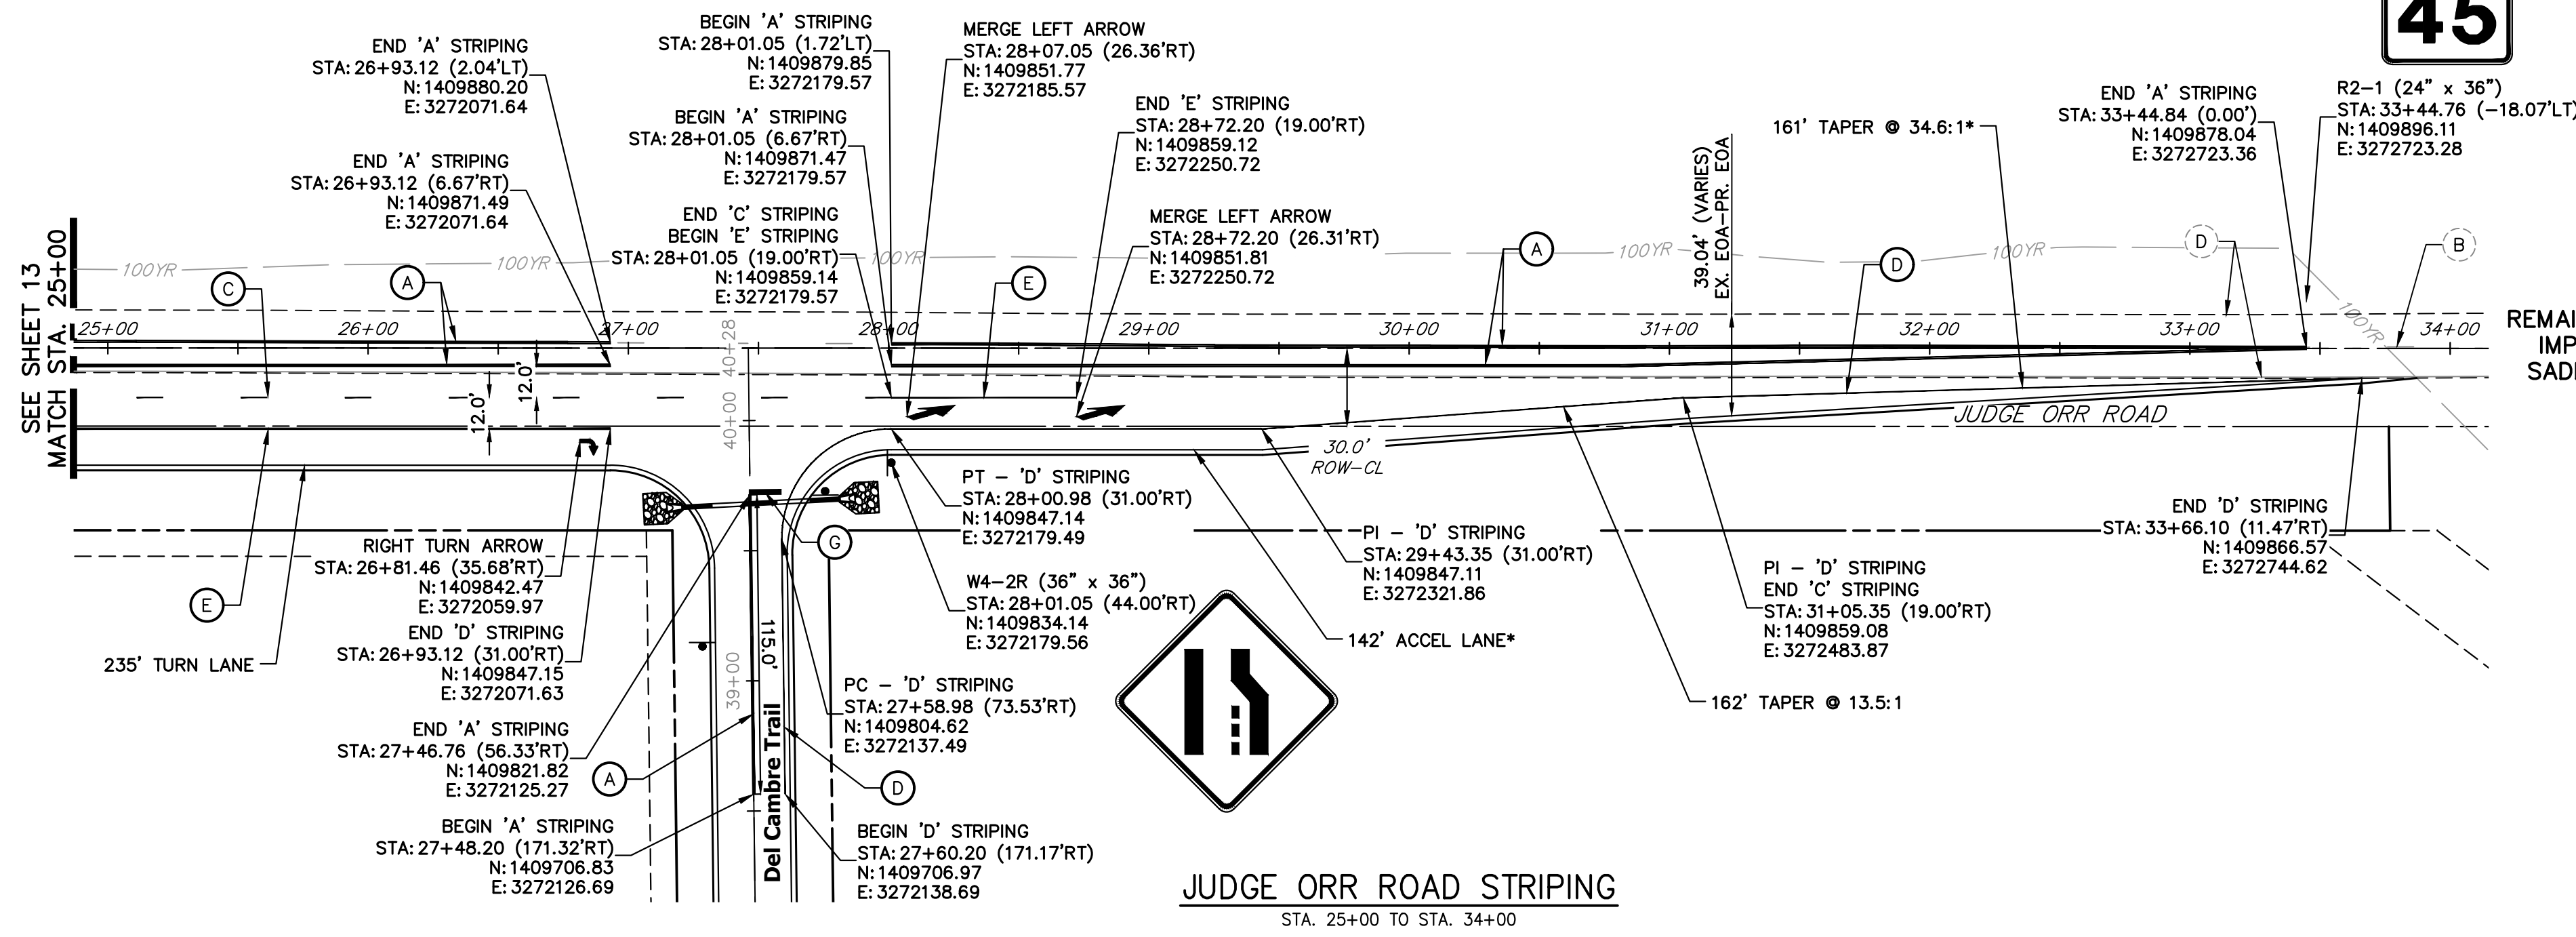 45
BEGIN 'A' STRIPING
STA: 28+01.05 (1.72'LT)
N: 1409879.85
E: 3272179.57
MERGE LEFT ARROW
STA: 28+07.05 (26.36'RT)
N: 1409851.77
E: 3272185.57
END 'A' STRIPING
STA: 26+93.12 (2.04'LT)
N: 1409880.20
E: 3272071.64
END 'A' STRIPING
STA: 33+44.84 (0.00')
N: 1409878.04
E: 3272723.36
R2-1 (24" x 36")
STA: 33+44.76 (-18.07'LT)
N: 1409896.11
E: 3272723.28
BEGIN 'A' STRIPING
STA: 28+01.05 (6.67'RT)
N: 1409871.47
E: 3272179.57
END 'E' STRIPING
STA: 28+72.20 (19.00'RT)
N: 1409859.12
E: 3272250.72
161' TAPER @ 34.6:1*
39.04' (VARIES)
EX. EOA-PR. EOA
END 'A' STRIPING
STA: 26+93.12 (6.67'RT)
N: 1409871.49
E: 3272071.64
END 'C' STRIPING
BEGIN 'E' STRIPING
STA: 28+01.05 (19.00'RT)
N: 1409859.14
E: 3272179.57
MERGE LEFT ARROW
STA: 28+72.20 (26.31'RT)
N: 1409851.81
E: 3272250.72
SEE SHEET 13
MATCH STA. 25+00
100YR
100YR
100YR
100YR
100YR
100YR
C
A
E
A
D
D
B
25+00
26+00
27+00
28+00
29+00
30+00
31+00
32+00
33+00
34+00
REMAI
IMP
SAD
40+28
40+00
12.0'
12.0'
JUDGE ORR ROAD
30.0'
ROW-CL
PT - 'D' STRIPING
STA: 28+00.98 (31.00'RT)
N: 1409847.14
E: 3272179.49
PI - 'D' STRIPING
STA: 29+43.35 (31.00'RT)
N: 1409847.11
E: 3272321.86
END 'D' STRIPING
STA: 33+66.10 (11.47'RT)
N: 1409866.57
E: 3272744.62
G
RIGHT TURN ARROW
STA: 26+81.46 (35.68'RT)
N: 1409842.47
E: 3272059.97
W4-2R (36" x 36")
STA: 28+01.05 (44.00'RT)
N: 1409834.14
E: 3272179.56
PI - 'D' STRIPING
END 'C' STRIPING
STA: 31+05.35 (19.00'RT)
N: 1409859.08
E: 3272483.87
E
235' TURN LANE
END 'D' STRIPING
STA: 26+93.12 (31.00'RT)
N: 1409847.15
E: 3272071.63
115.0'
39+00
142' ACCEL LANE*
PC - 'D' STRIPING
STA: 27+58.98 (73.53'RT)
N: 1409804.62
E: 3272137.49
162' TAPER @ 13.5:1
END 'A' STRIPING
STA: 27+46.76 (56.33'RT)
N: 1409821.82
E: 3272125.27
A
Del Cambre Trail
D
BEGIN 'A' STRIPING
STA: 27+48.20 (171.32'RT)
N: 1409706.83
E: 3272126.69
BEGIN 'D' STRIPING
STA: 27+60.20 (171.17'RT)
N: 1409706.97
E: 3272138.69
JUDGE ORR ROAD STRIPING
STA. 25+00 TO STA. 34+00